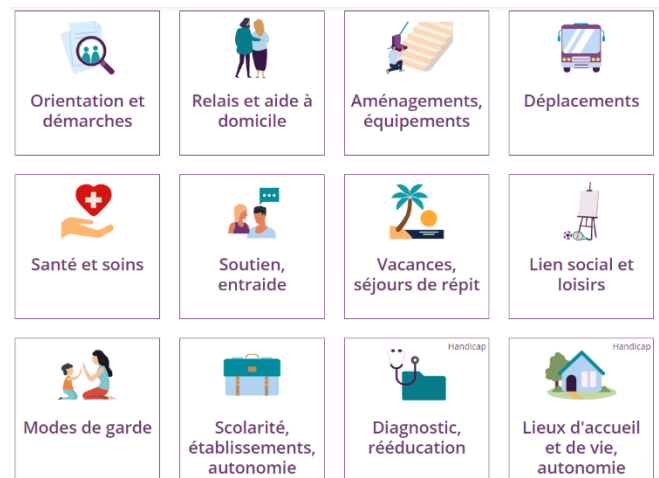 Orientation et
démarches
Relais et aide à
domicile
Aménagements,
équipements
Déplacements
Santé et soins
Soutien,
entraide
Vacances,
séjours de répit
Lien social et
loisirs
Modes de garde
Scolarité,
établissements,
autonomie
Handicap
Diagnostic,
rééducation
Handicap
Lieux d'accueil
et de vie,
autonomie